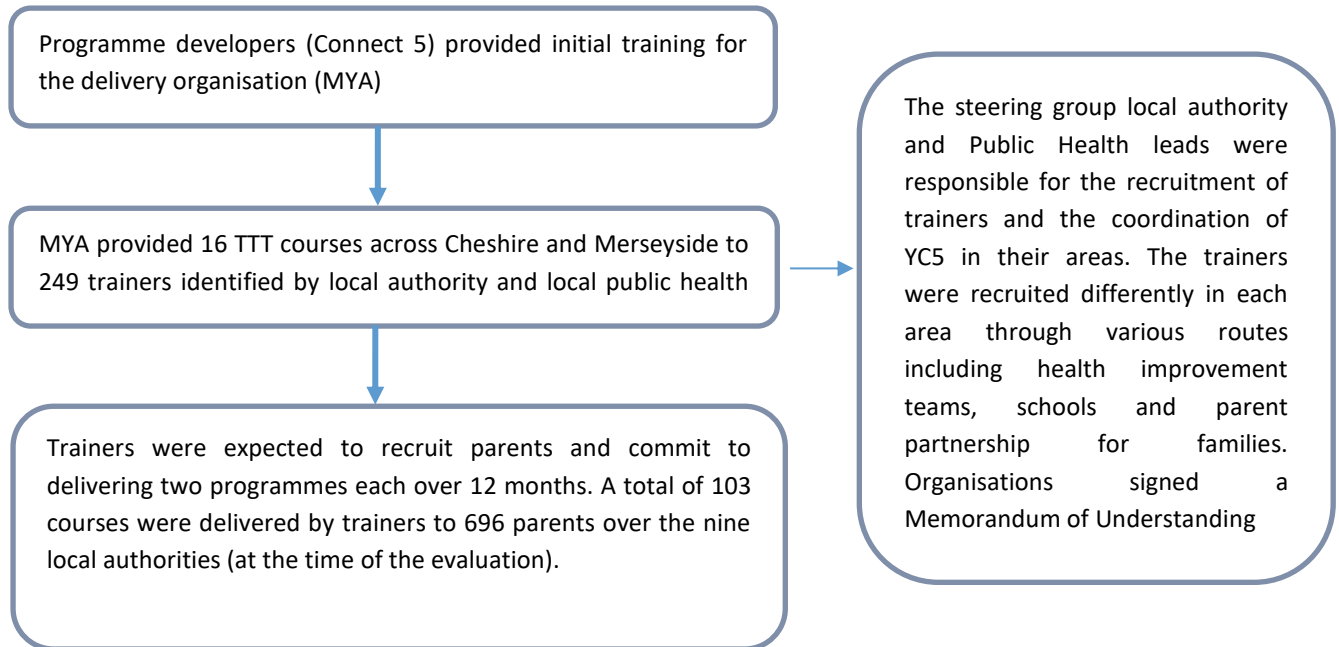 Programme developers (Connect 5) provided initial training for
the delivery organisation (MYA)
MYA provided 16 TTT courses across Cheshire and Merseyside to
249 trainers identified by local authority and local public health
Trainers were expected to recruit parents and commit to
delivering two programmes each over 12 months. A total of 103
courses were delivered by trainers to 696 parents over the nine
local authorities (at the time of the evaluation).
The steering group local authority
and Public Health leads were
responsible for the recruitment of
trainers and the coordination of
YC5 in their areas. The trainers
were recruited differently in each
area through various routes
including health improvement
teams, schools and parent
partnership for families.
Organisations signed a
Memorandum of Understanding